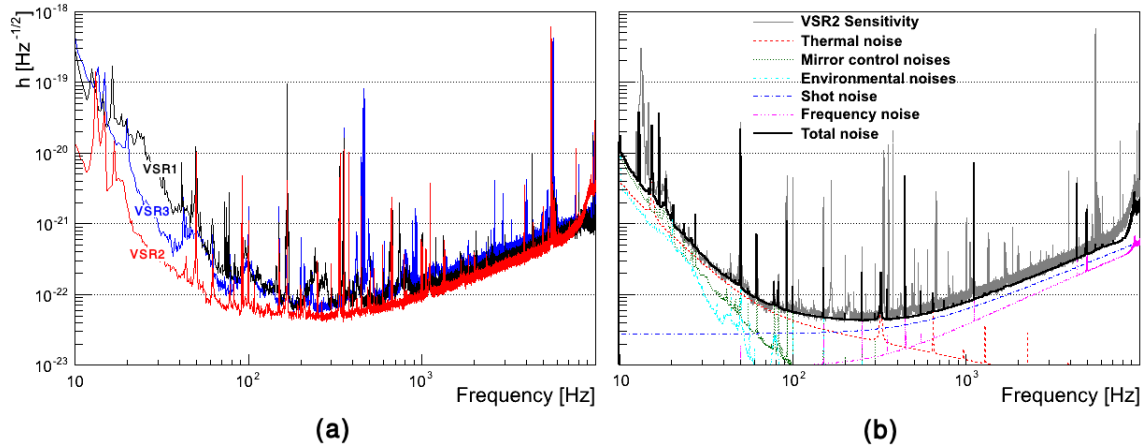 h [Hz^-1/2]
10^-18
10^-19
10^-20
10^-21
10^-22
10^-23
VSR1
VSR3
VSR2
10
10^2
10^3
Frequency [Hz]
(a)
VSR2 Sensitivity
Thermal noise
Mirror control noises
Environmental noises
Shot noise
Frequency noise
Total noise
10
10^2
10^3
Frequency [Hz]
(b)